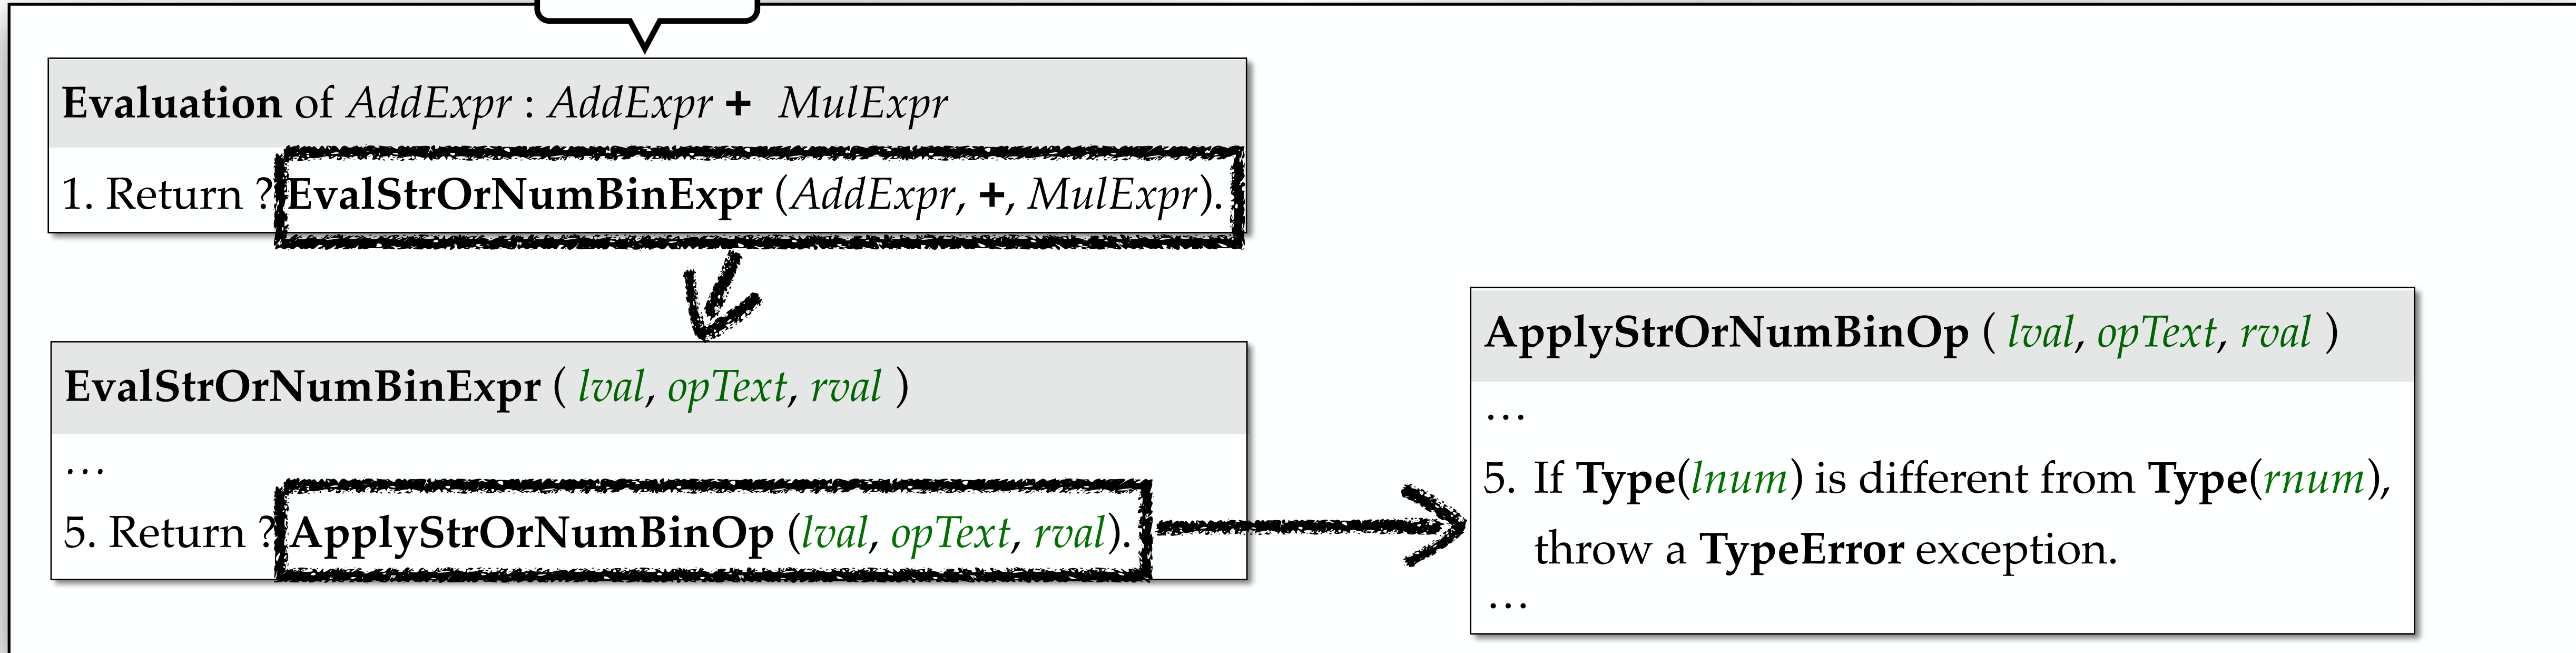 Evaluation of AddExpr : AddExpr + MulExpr
1. Return ? EvalStrOrNumBinExpr (AddExpr, +, MulExpr).
EvalStrOrNumBinExpr ( lval, opText, rval )
…
5. Return ? ApplyStrOrNumBinOp (lval, opText, rval).
ApplyStrOrNumBinOp ( lval, opText, rval )
…
5. If Type(lnum) is different from Type(rnum),
throw a TypeError exception.
…